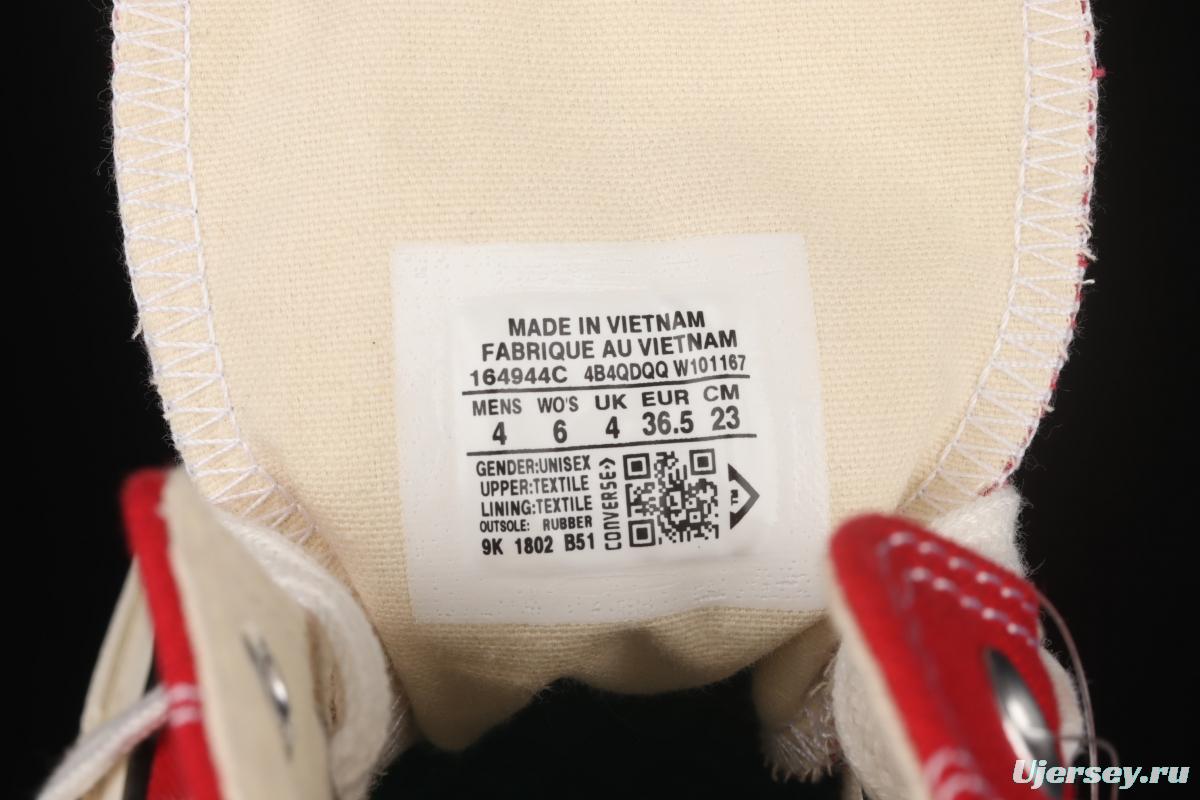 MADE IN VIETNAM
FABRIQUE AU VIETNAM
164944C 4B4QDQQ W101167
MENS WO'S UK EUR CM
4 6 4 36.5 23
GENDER:UNISEX
UPPER:TEXTILE
LINING:TEXTILE
OUTSOLE: RUBBER
9K 1802 B51
CONVERSE>
TM
Ujersey.ru